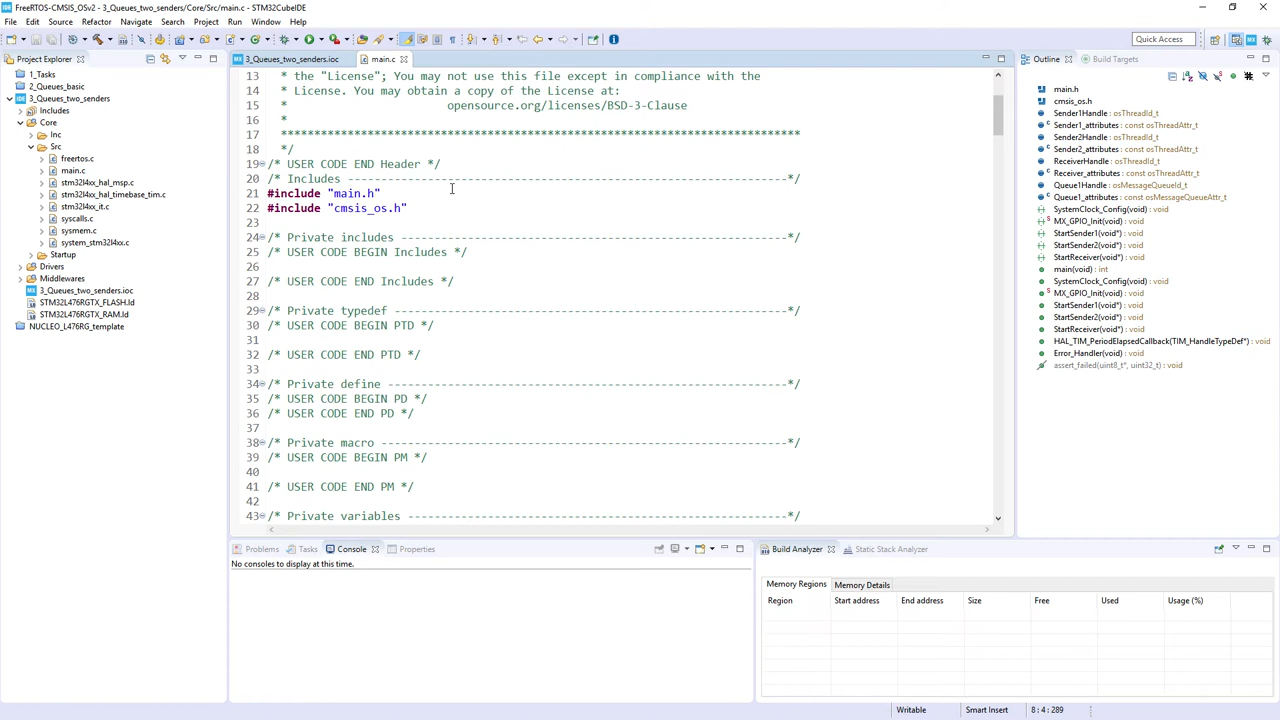 FreeRTOS-CMSIS_OSv2 - 3_Queues_two_senders/Core/Src/main.c - STM32CubeIDE
File Edit Source Refactor Navigate Search Project Run Window Help
Quick Access
Project Explorer
1_Tasks
2_Queues_basic
3_Queues_two_senders
Includes
Core
Inc
Src
freertos.c
main.c
stm32l4xx_hal_msp.c
stm32l4xx_hal_timebase_tim.c
stm32l4xx_it.c
syscalls.c
sysmem.c
system_stm32l4xx.c
Startup
Drivers
Middlewares
3_Queues_two_senders.ioc
STM32L476RGTX_FLASH.ld
STM32L476RGTX_RAM.ld
NUCLEO_L476RG_template
3_Queues_two_senders.ioc main.c
13 * the "License"; You may not use this file except in compliance with the
14 * License. You may obtain a copy of the License at:
15 * opensource.org/licenses/BSD-3-Clause
16 *
17 ******************************************************************************
18 */
19 /* USER CODE END Header */
20 /* Includes ------------------------------------------------------------------*/
21 #include "main.h"
22 #include "cmsis_os.h"
23
24 /* Private includes ----------------------------------------------------------*/
25 /* USER CODE BEGIN Includes */
26
27 /* USER CODE END Includes */
28
29 /* Private typedef -----------------------------------------------------------*/
30 /* USER CODE BEGIN PTD */
31
32 /* USER CODE END PTD */
33
34 /* Private define ------------------------------------------------------------*/
35 /* USER CODE BEGIN PD */
36 /* USER CODE END PD */
37
38 /* Private macro -------------------------------------------------------------*/
39 /* USER CODE BEGIN PM */
40
41 /* USER CODE END PM */
42
43 /* Private variables ---------------------------------------------------------*/
Outline Build Targets
main.h
cmsis_os.h
Sender1Handle : osThreadId_t
Sender1_attributes : const osThreadAttr_t
Sender2Handle : osThreadId_t
Sender2_attributes : const osThreadAttr_t
ReceiverHandle : osThreadId_t
Receiver_attributes : const osThreadAttr_t
Queue1Handle : osMessageQueueId_t
Queue1_attributes : const osMessageQueueAttr_t
SystemClock_Config(void) : void
MX_GPIO_Init(void) : void
StartSender1(void*) : void
StartSender2(void*) : void
StartReceiver(void*) : void
main(void) : int
SystemClock_Config(void) : void
MX_GPIO_Init(void) : void
StartSender1(void*) : void
StartSender2(void*) : void
StartReceiver(void*) : void
HAL_TIM_PeriodElapsedCallback(TIM_HandleTypeDef*) : void
Error_Handler(void) : void
assert_failed(uint8_t*, uint32_t) : void
Problems Tasks Console Properties
No consoles to display at this time.
Build Analyzer Static Stack Analyzer
Memory Regions Memory Details
Region Start address End address Size Free Used Usage (%)
Writable Smart Insert 8 : 4 : 289